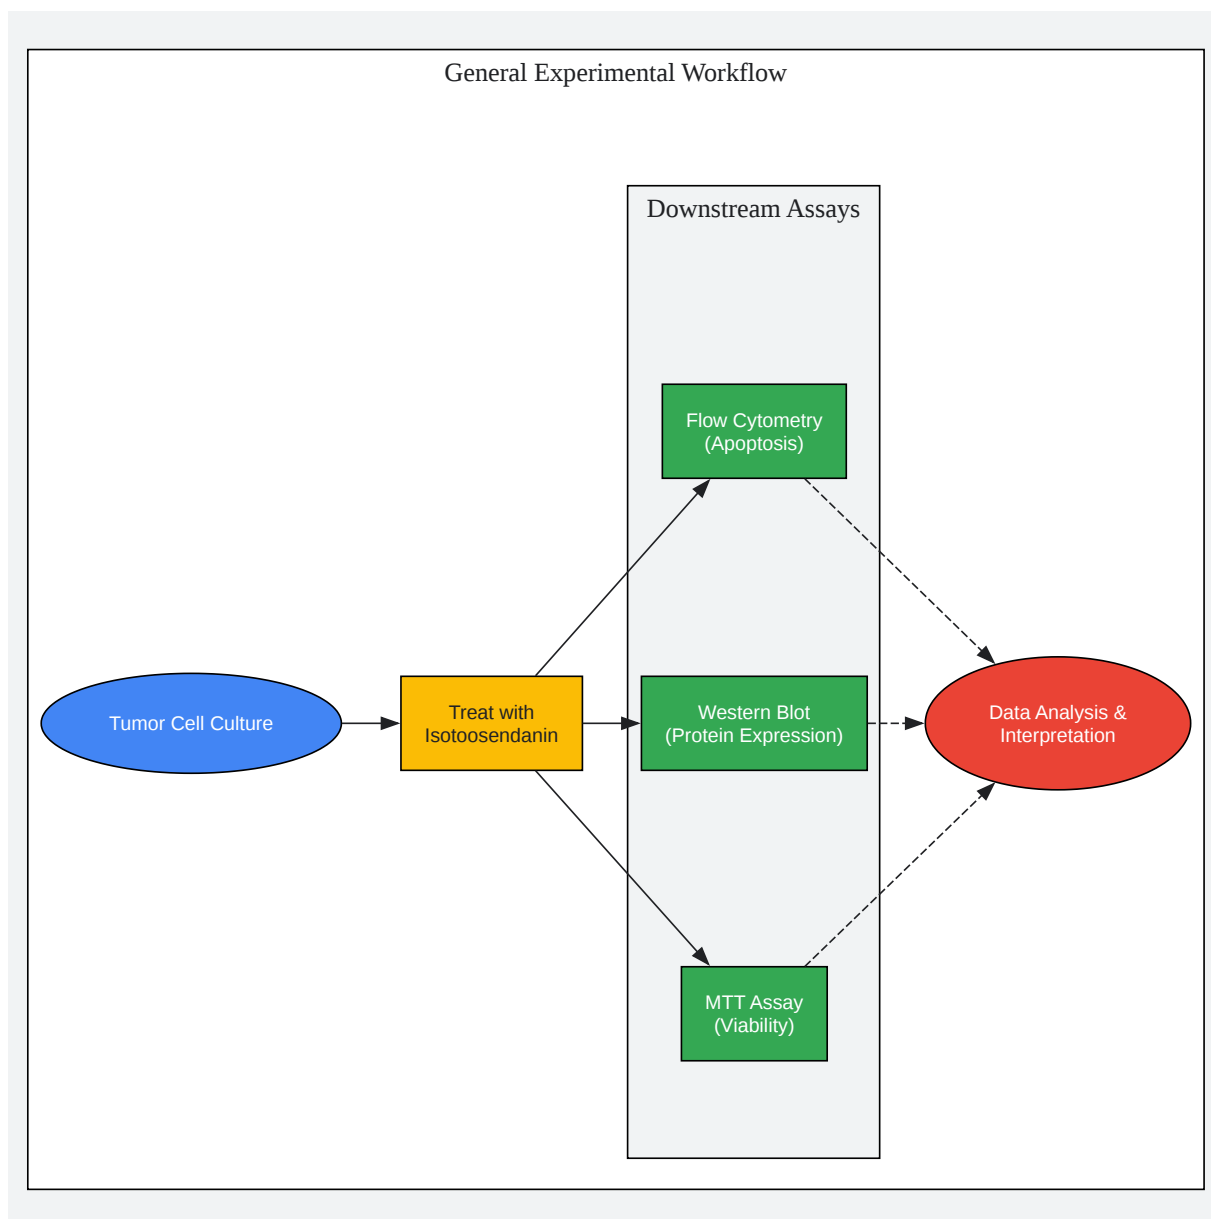 General Experimental Workflow
Downstream Assays
Flow Cytometry
(Apoptosis)
Tumor Cell Culture
Treat with
Isotoosendanin
Western Blot
(Protein Expression)
Data Analysis &
Interpretation
MTT Assay
(Viability)